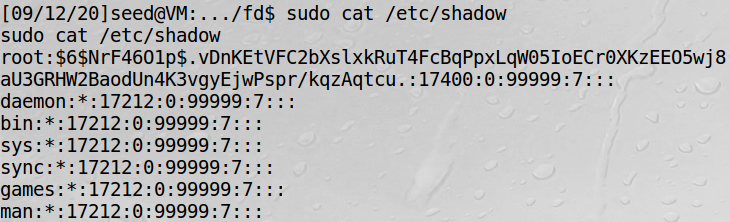 [09/12/20]seed@VM:.../fd$ sudo cat /etc/shadow
sudo cat /etc/shadow
root:$6$NrF4601p$.vDnKEtVFC2bXslxkRuT4FcBqPpxLqW05IoECr0XKzEEO5wj8
aU3GRHW2BaodUn4K3vgyEjwPspr/kqzAqtcu.:17400:0:99999:7:::
daemon:*:17212:0:99999:7:::
bin:*:17212:0:99999:7:::
sys:*:17212:0:99999:7:::
sync:*:17212:0:99999:7:::
games:*:17212:0:99999:7:::
man:*:17212:0:99999:7:::